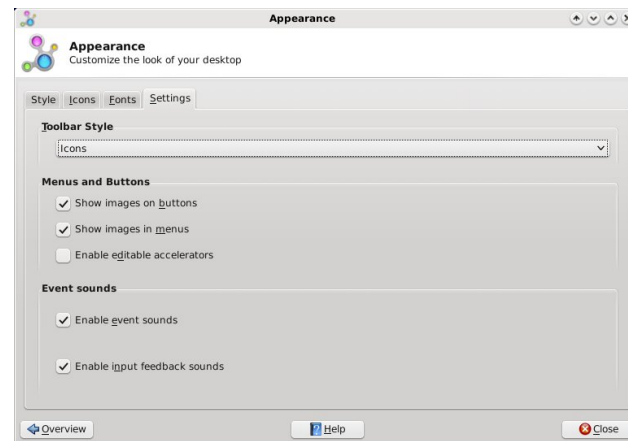 Appearance
Appearance
Customize the look of your desktop
Style Icons Fonts Settings
Toolbar Style
Icons
Menus and Buttons
Show images on buttons
Show images in menus
Enable editable accelerators
Event sounds
Enable event sounds
Enable input feedback sounds
Overview Help Close